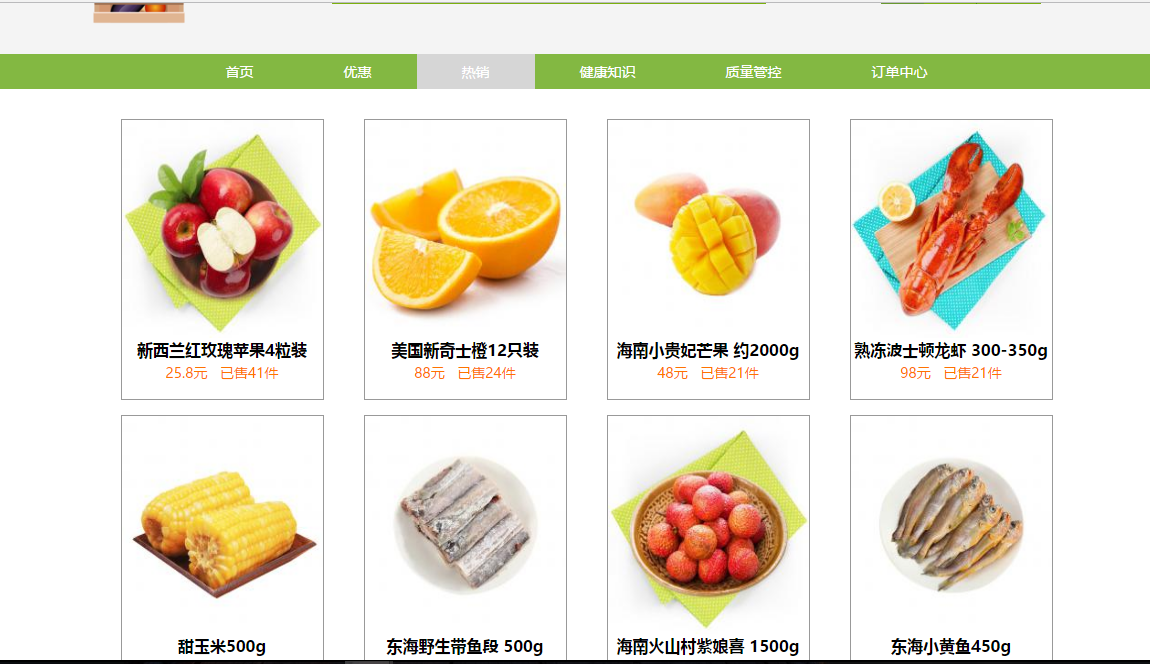 首页 优惠 热销 健康知识 质量管控 订单中心
新西兰红玫瑰苹果4粒装
25.8元 已售41件
美国新奇士橙12只装
88元 已售24件
海南小贵妃芒果 约2000g
48元 已售21件
熟冻波士顿龙虾 300-350g
98元 已售21件
甜玉米500g
东海野生带鱼段 500g
海南火山村紫娘喜 1500g
东海小黄鱼450g